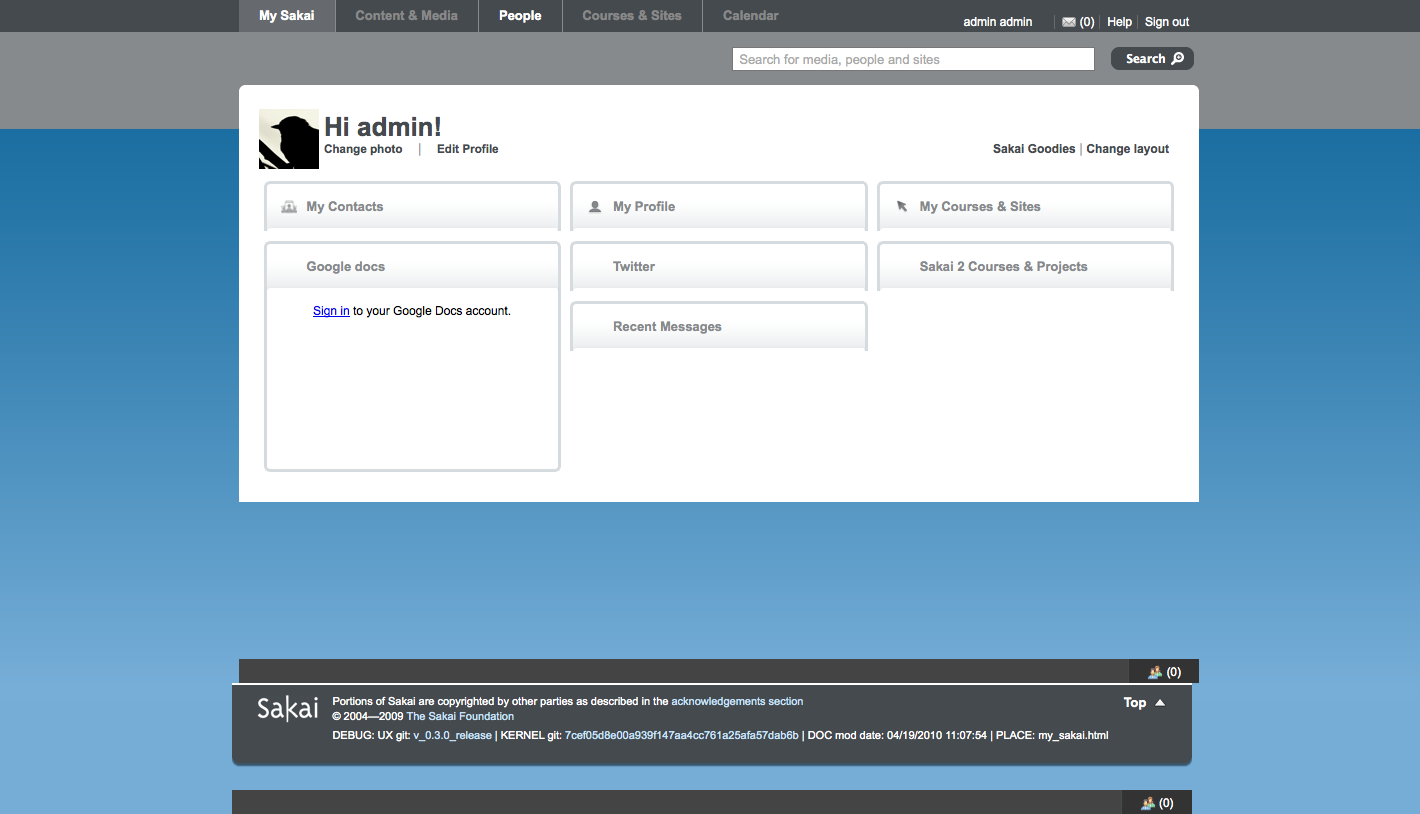 My Sakai Content & Media People Courses & Sites Calendar admin admin (0) Help Sign out
Search for media, people and sites Search
Hi admin!
Change photo | Edit Profile Sakai Goodies | Change layout
My Contacts My Profile My Courses & Sites
Google docs Twitter Sakai 2 Courses & Projects
Sign in to your Google Docs account.
Recent Messages
(0)
Sakai Portions of Sakai are copyrighted by other parties as described in the acknowledgements section Top
© 2004—2009 The Sakai Foundation
DEBUG: UX git: v_0.3.0_release | KERNEL git: 7cef05d8e00a939f147aa4cc761a25afa57dab6b | DOC mod date: 04/19/2010 11:07:54 | PLACE: my_sakai.html
(0)